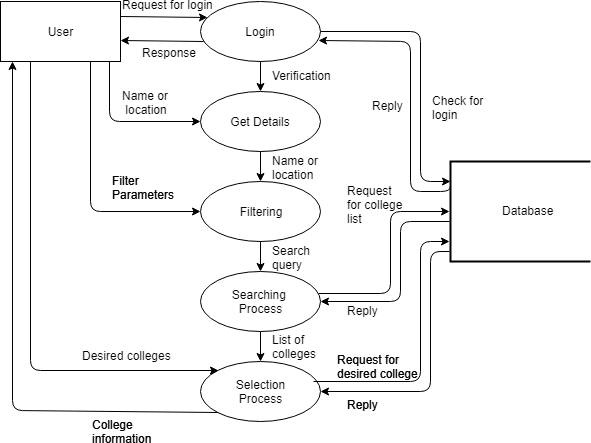 Request for login
User
Login
Response
Verification
Name or
location
Reply
Check for
login
Get Details
Name or
location
Filter
Parameters
Request
for college
list
Filtering
Database
Search
query
Searching
Process
Reply
List of
colleges
Desired colleges
Request for
desired college
Selection
Process
Reply
College
information